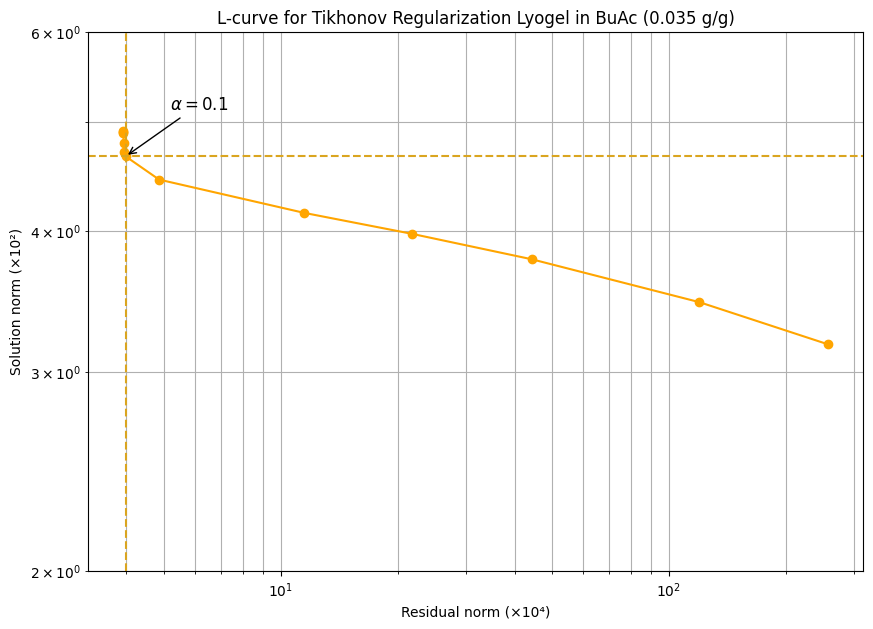 L-curve for Tikhonov Regularization Lyogel in BuAc (0.035 g/g)
6 × 10⁰
α = 0.1
4 × 10⁰
3 × 10⁰
2 × 10⁰
Solution norm (×10²)
10¹
10²
Residual norm (×10⁴)